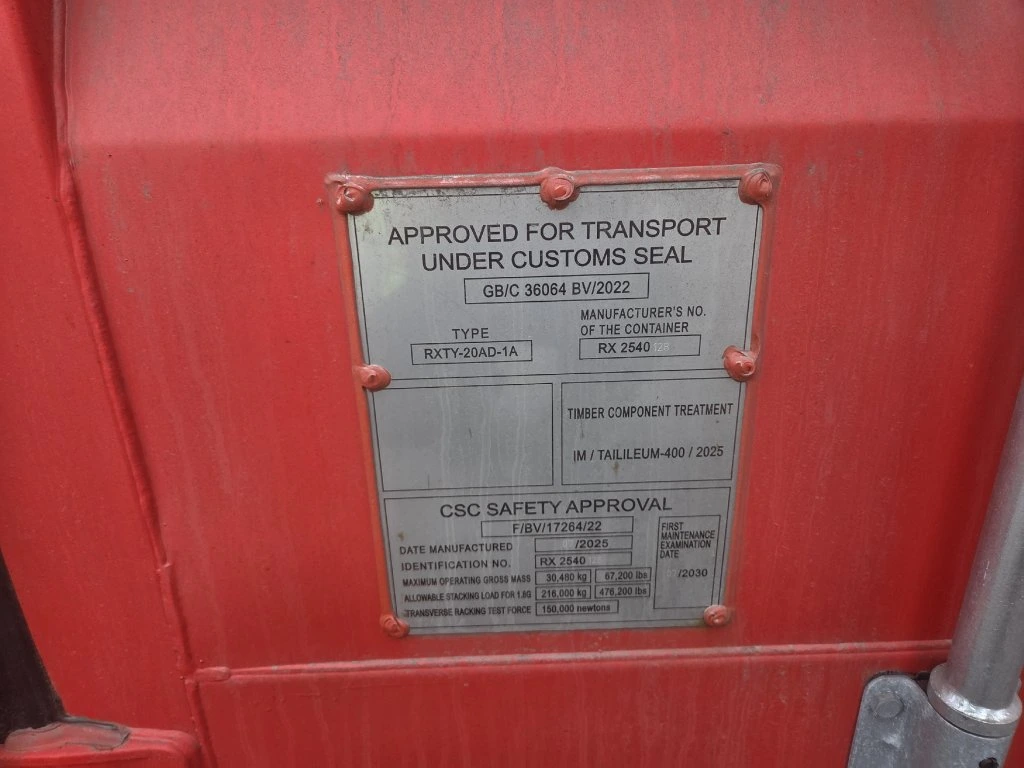 APPROVED FOR TRANSPORT
UNDER CUSTOMS SEAL
GB/C 36064 BV/2022
MANUFACTURER'S NO.
OF THE CONTAINER
TYPE
RXTY-20AD-1A
RX 2540
TIMBER COMPONENT TREATMENT
IM / TAILILEUM-400 / 2025
CSC SAFETY APPROVAL
F/BV/17264/22
DATE MANUFACTURED /2025
IDENTIFICATION NO. RX 2540
MAXIMUM OPERATING GROSS MASS 30,480 kg 67,200 lbs
ALLOWABLE STACKING LOAD FOR 1.8G 216,000 kg 476,200 lbs
TRANSVERSE RACKING TEST FORCE 150,000 newtons
FIRST
MAINTENANCE
EXAMINATION
DATE
/2030